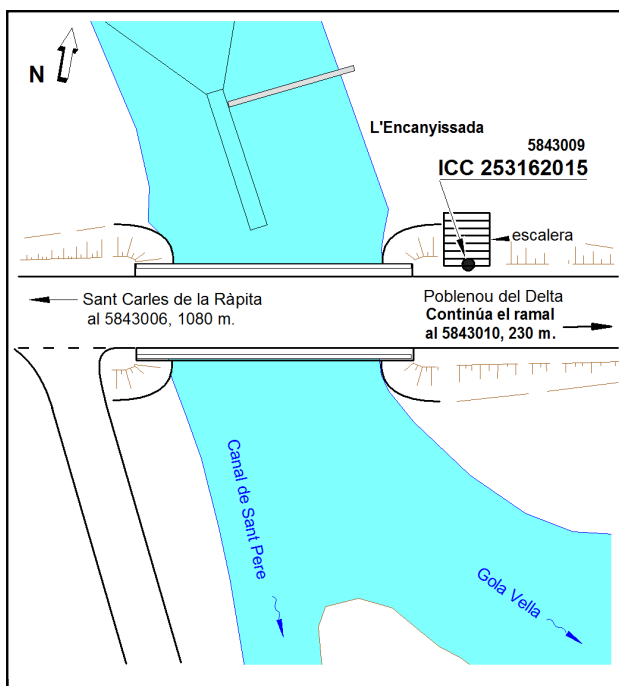 N
L'Encanyissada
5843009
ICC 253162015
escalera
Sant Carles de la Ràpita
al 5843006, 1080 m.
Poblenou del Delta
Continúa el ramal
al 5843010, 230 m.
Canal de Sant Pere
Gola Vella